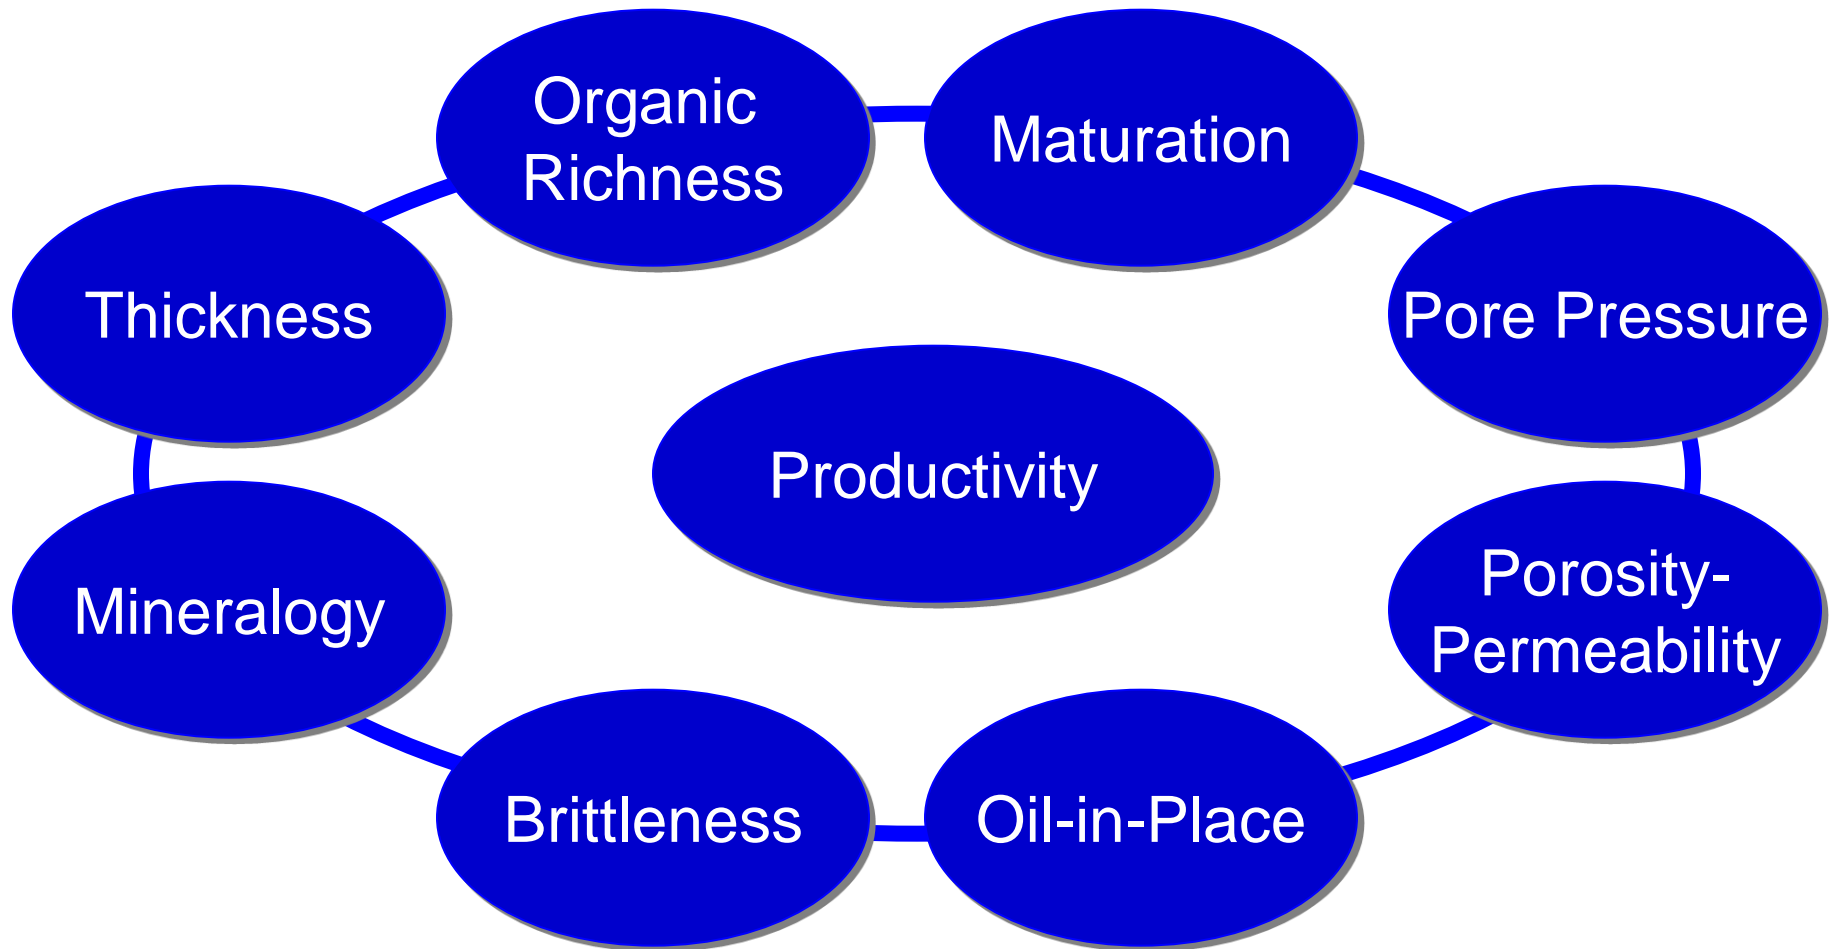 Organic
Richness
Maturation
Thickness
Pore Pressure
Productivity
Mineralogy
Porosity-
Permeability
Brittleness
Oil-in-Place